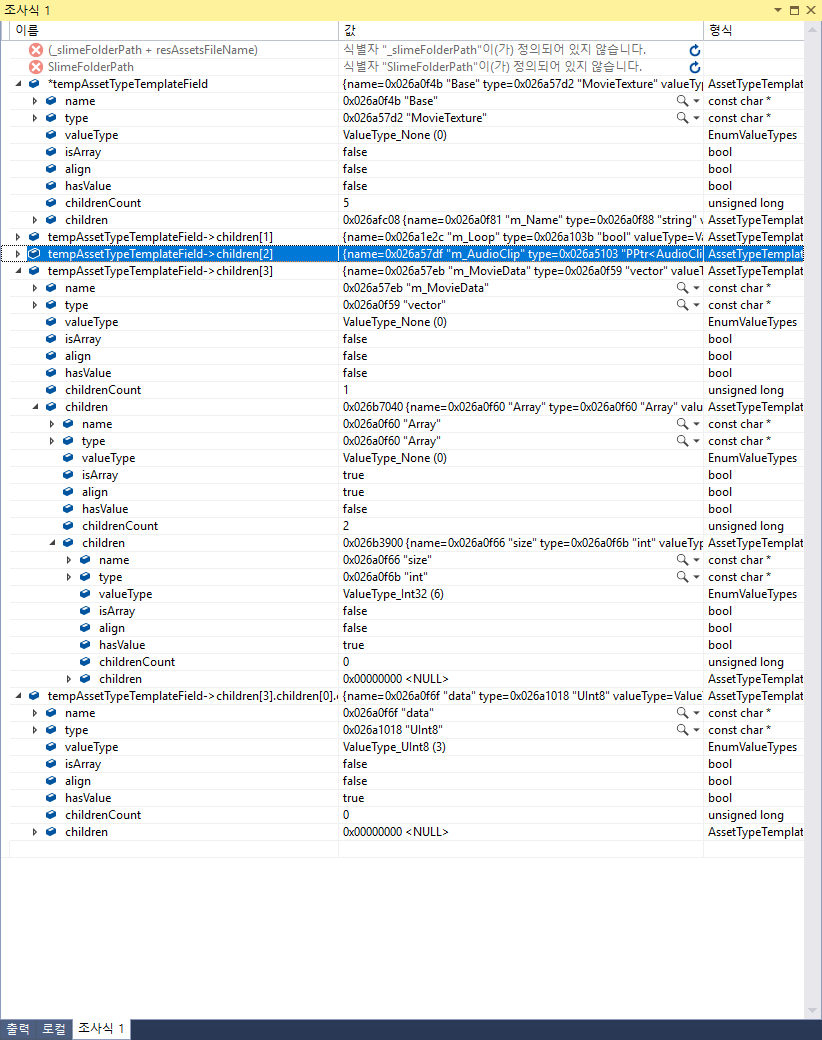 조사식 1
이름 값 형식
(_slimeFolderPath + resAssetsFileName) 식별자 "_slimeFolderPath"이(가) 정의되어 있지 않습니다.
SlimeFolderPath 식별자 "SlimeFolderPath"이(가) 정의되어 있지 않습니다.
*tempAssetTypeTemplateField {name=0x026a0f4b "Base" type=0x026a57d2 "MovieTexture" valueTyp AssetTypeTemplat
name 0x026a0f4b "Base" const char *
type 0x026a57d2 "MovieTexture" const char *
valueType ValueType_None (0) EnumValueTypes
isArray false bool
align false bool
hasValue false bool
childrenCount 5 unsigned long
children 0x026afc08 {name=0x026a0f81 "m_Name" type=0x026a0f88 "string" v AssetTypeTemplat
tempAssetTypeTemplateField->children[1] {name=0x026a1e2c "m_Loop" type=0x026a103b "bool" valueType=Va AssetTypeTemplat
tempAssetTypeTemplateField->children[2] {name=0x026a57df "m_AudioClip" type=0x026a5103 "PPtr<AudioCli AssetTypeTemplat
tempAssetTypeTemplateField->children[3] {name=0x026a57eb "m_MovieData" type=0x026a0f59 "vector" valueT AssetTypeTemplat
name 0x026a57eb "m_MovieData" const char *
type 0x026a0f59 "vector" const char *
valueType ValueType_None (0) EnumValueTypes
isArray false bool
align false bool
hasValue false bool
childrenCount 1 unsigned long
children 0x026b7040 {name=0x026a0f60 "Array" type=0x026a0f60 "Array" valu AssetTypeTemplat
name 0x026a0f60 "Array" const char *
type 0x026a0f60 "Array" const char *
valueType ValueType_None (0) EnumValueTypes
isArray true bool
align true bool
hasValue false bool
childrenCount 2 unsigned long
children 0x026b3900 {name=0x026a0f66 "size" type=0x026a0f6b "int" valueTyp AssetTypeTemplat
name 0x026a0f66 "size" const char *
type 0x026a0f6b "int" const char *
valueType ValueType_Int32 (6) EnumValueTypes
isArray false bool
align false bool
hasValue true bool
childrenCount 0 unsigned long
children 0x00000000 <NULL> AssetTypeTemplat
tempAssetTypeTemplateField->children[3].children[0].c {name=0x026a0f6f "data" type=0x026a1018 "UInt8" valueType=Value AssetTypeTemplat
name 0x026a0f6f "data" const char *
type 0x026a1018 "UInt8" const char *
valueType ValueType_UInt8 (3) EnumValueTypes
isArray false bool
align false bool
hasValue true bool
childrenCount 0 unsigned long
children 0x00000000 <NULL> AssetTypeTemplat
출력 로컬 조사식 1